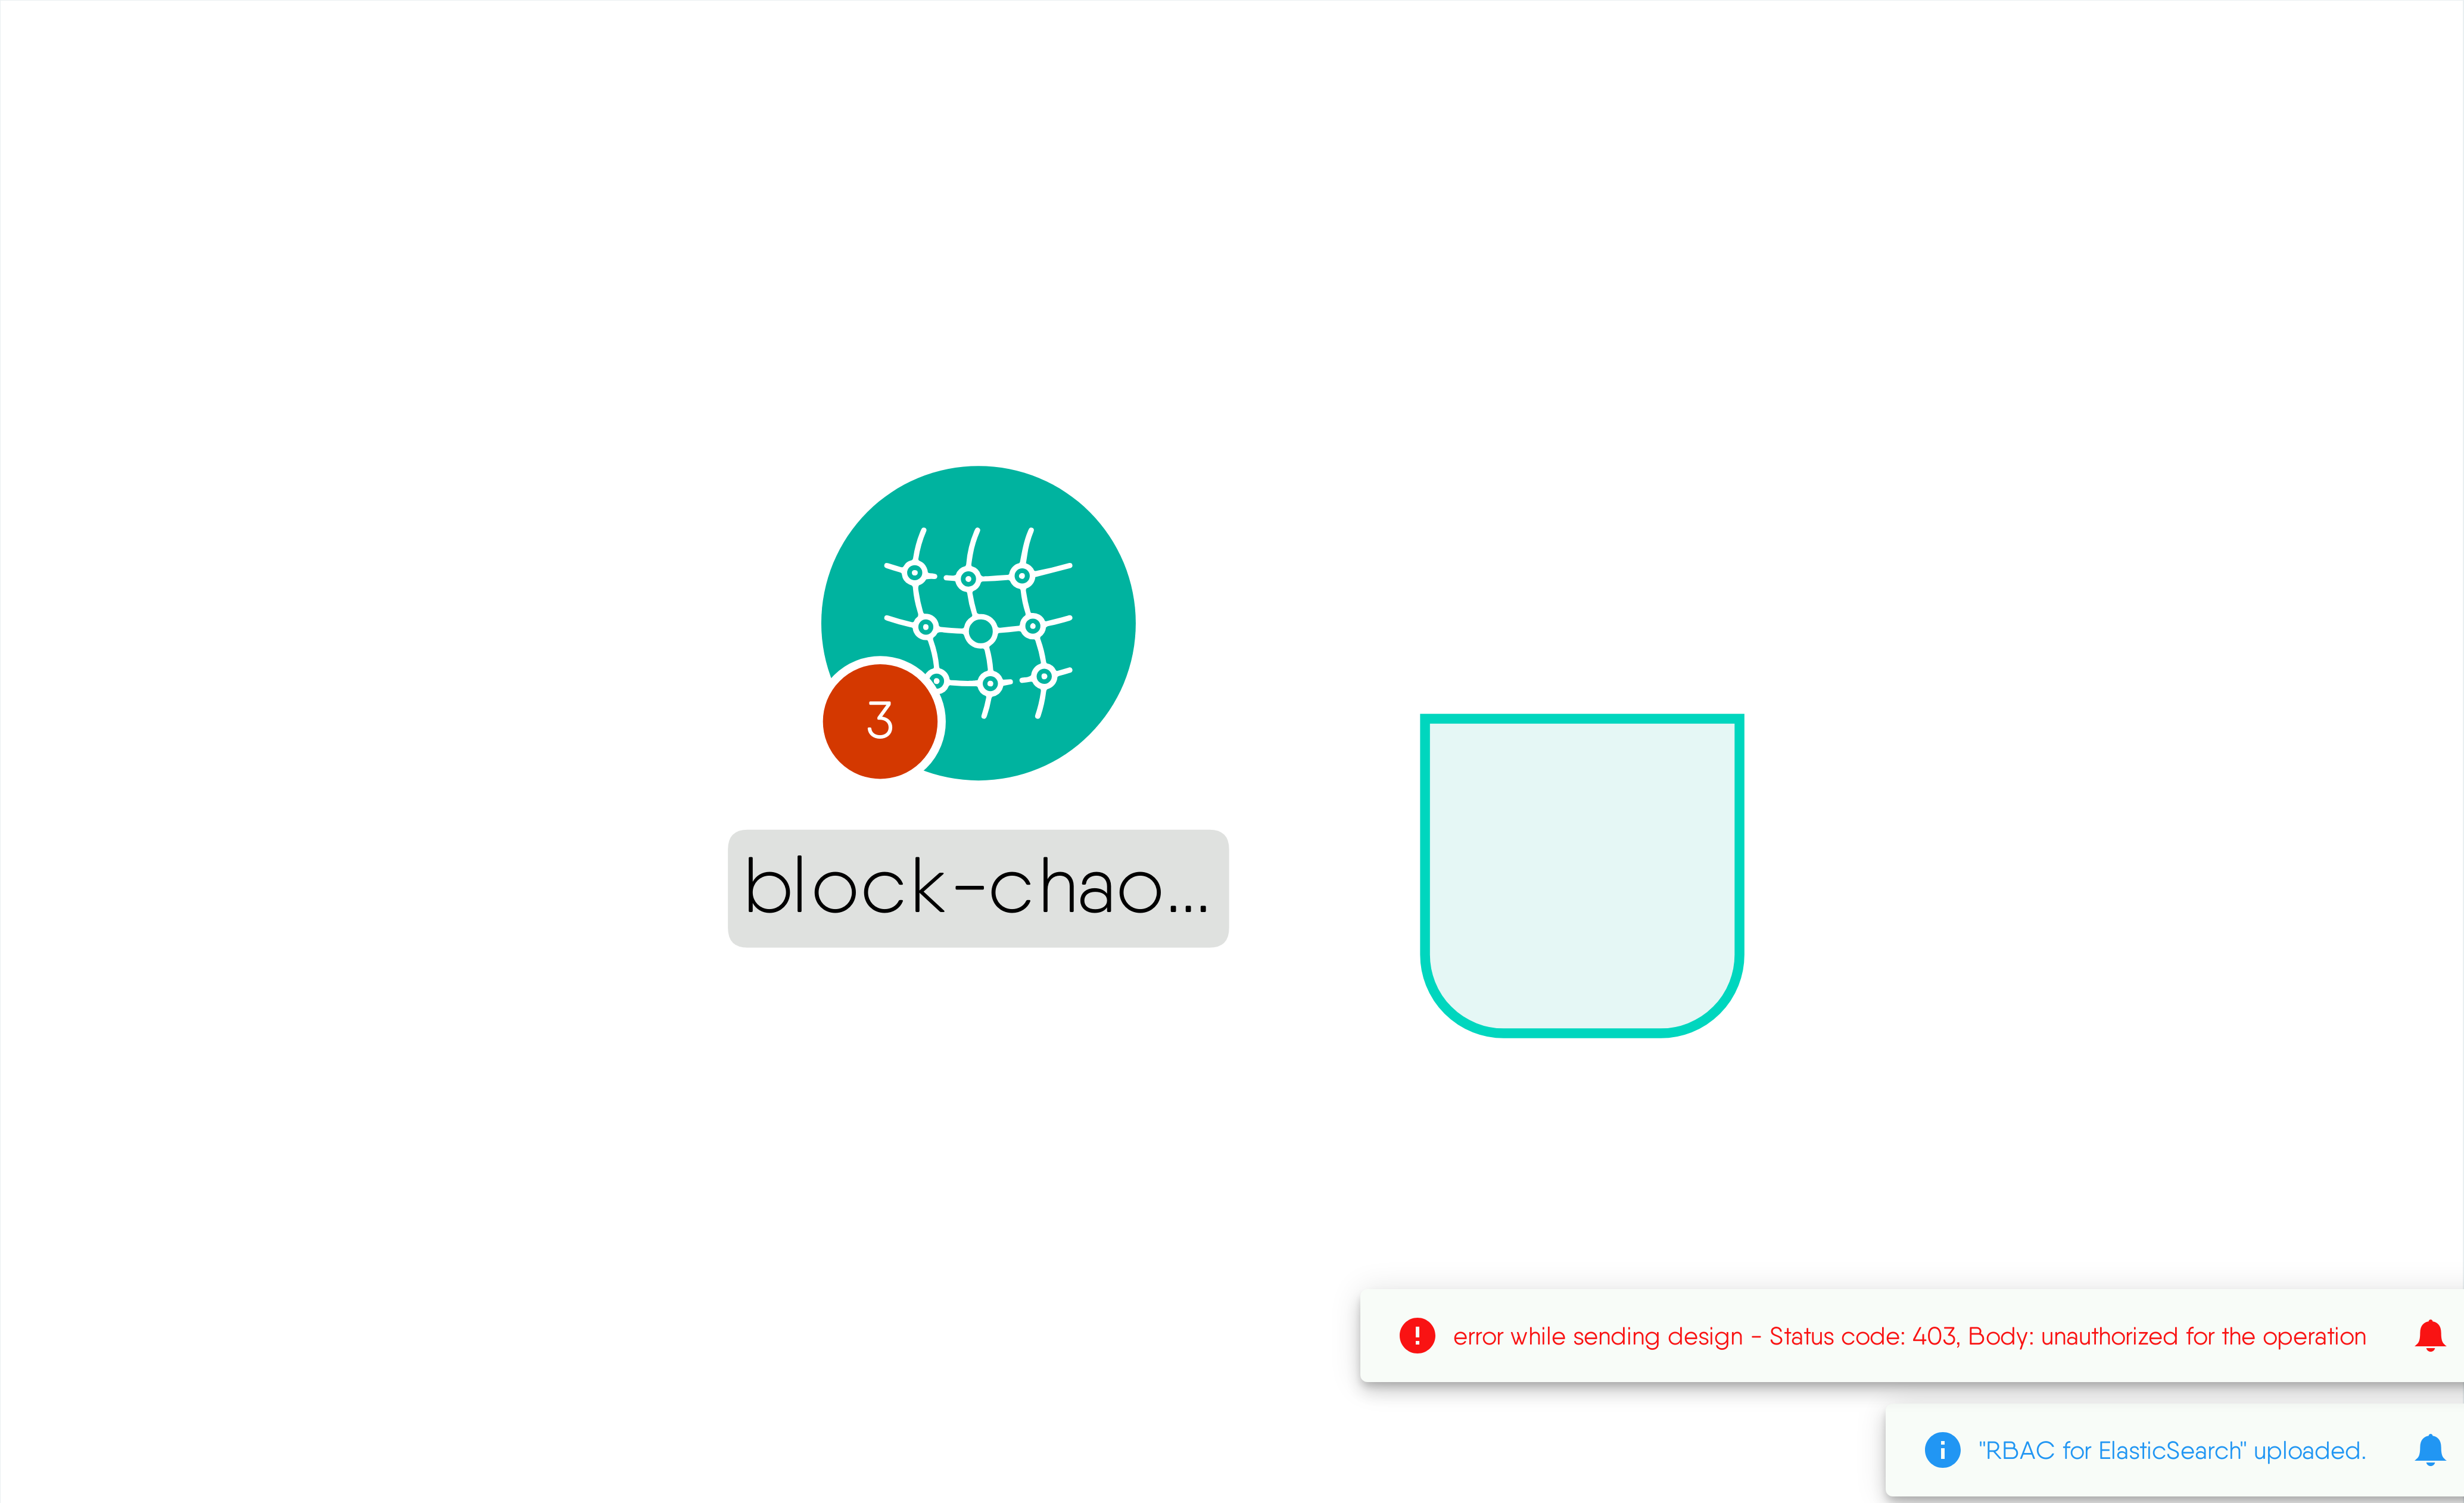 3
block-chao...
error while sending design - Status code: 403, Body: unauthorized for the operation
"RBAC for ElasticSearch" uploaded.